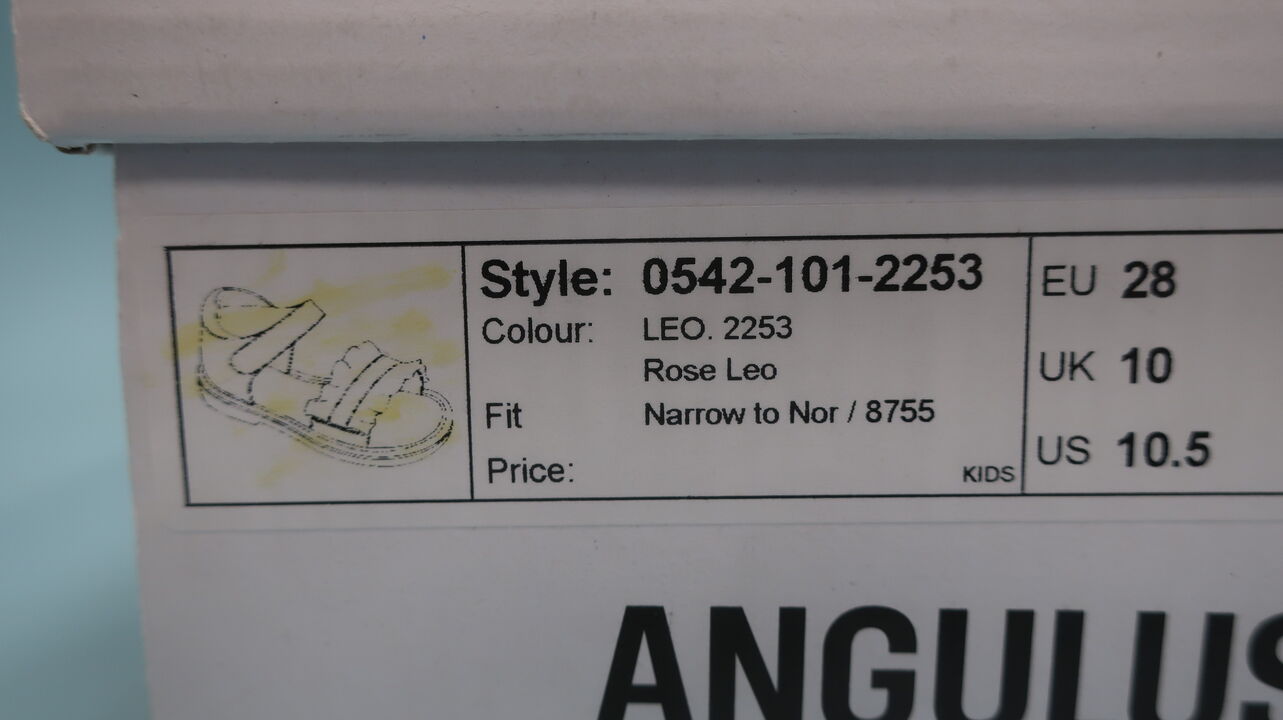 Style: 0542-101-2253
Colour: LEO. 2253
Rose Leo
Fit Narrow to Nor / 8755
Price:
KIDS
EU 28
UK 10
US 10.5
ANGULUS